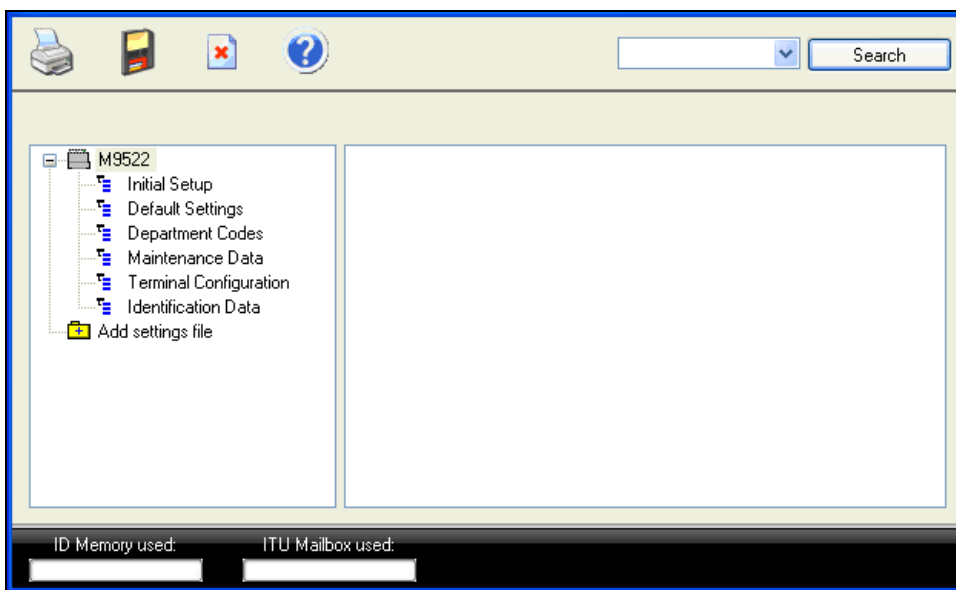 Search
M9522
Initial Setup
Default Settings
Department Codes
Maintenance Data
Terminal Configuration
Identification Data
Add settings file
ID Memory used: ITU Mailbox used: